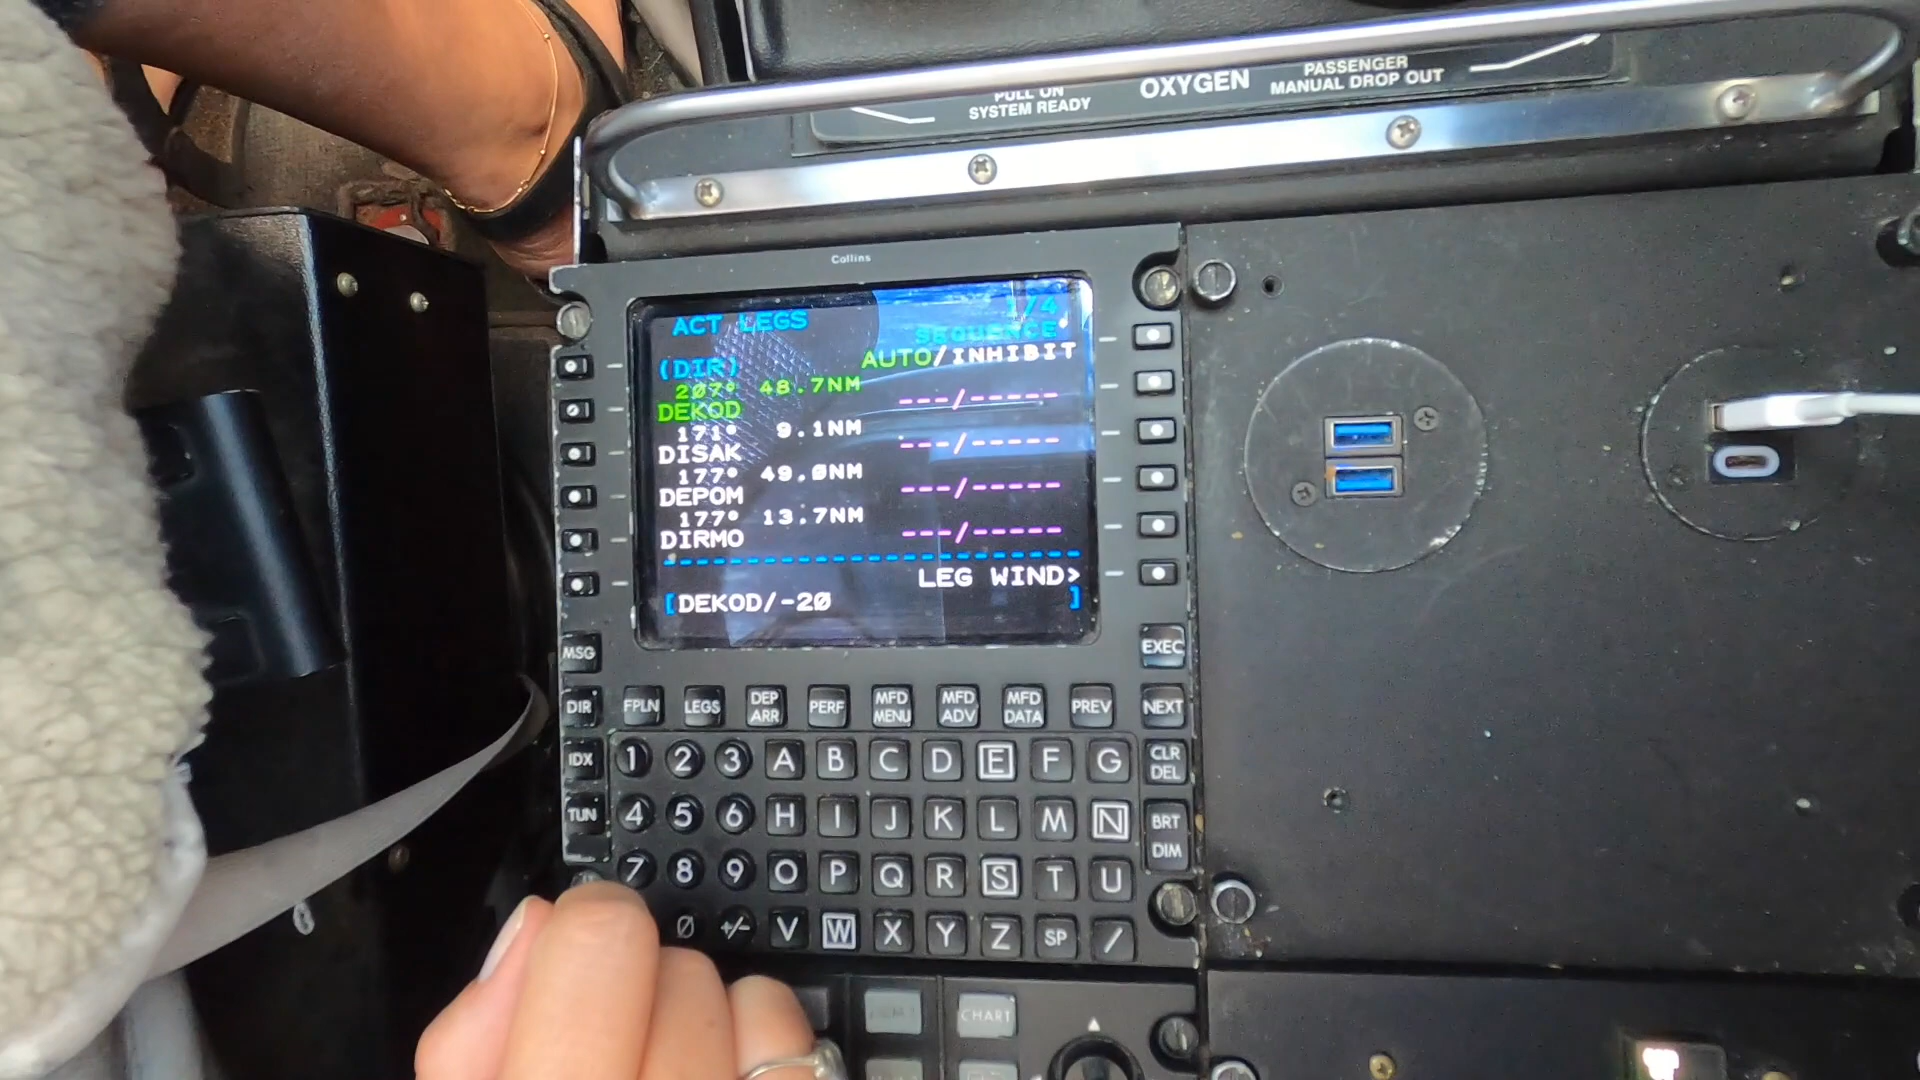 PULL ON
SYSTEM READY
OXYGEN
PASSENGER
MANUAL DROP OUT
Collins
ACT LEGS 1/4
SEQUENCE
(DIR) AUTO/INHIBIT
207° 48.7NM
DEKOD ---/-----
171° 9.1NM
DISAK ---/-----
177° 49.0NM
DEPOM ---/-----
177° 13.7NM
DIRMO ---/-----
LEG WIND>
[DEKOD/-20 ]
MSG EXEC
DIR FPLN LEGS DEP ARR PERF MFD MENU MFD ADV MFD DATA PREV NEXT
IDX 1 2 3 A B C D E F G CLR DEL
TUN 4 5 6 H I J K L M N BRT DIM
7 8 9 O P Q R S T U
0 +/- V W X Y Z SP /
CHART